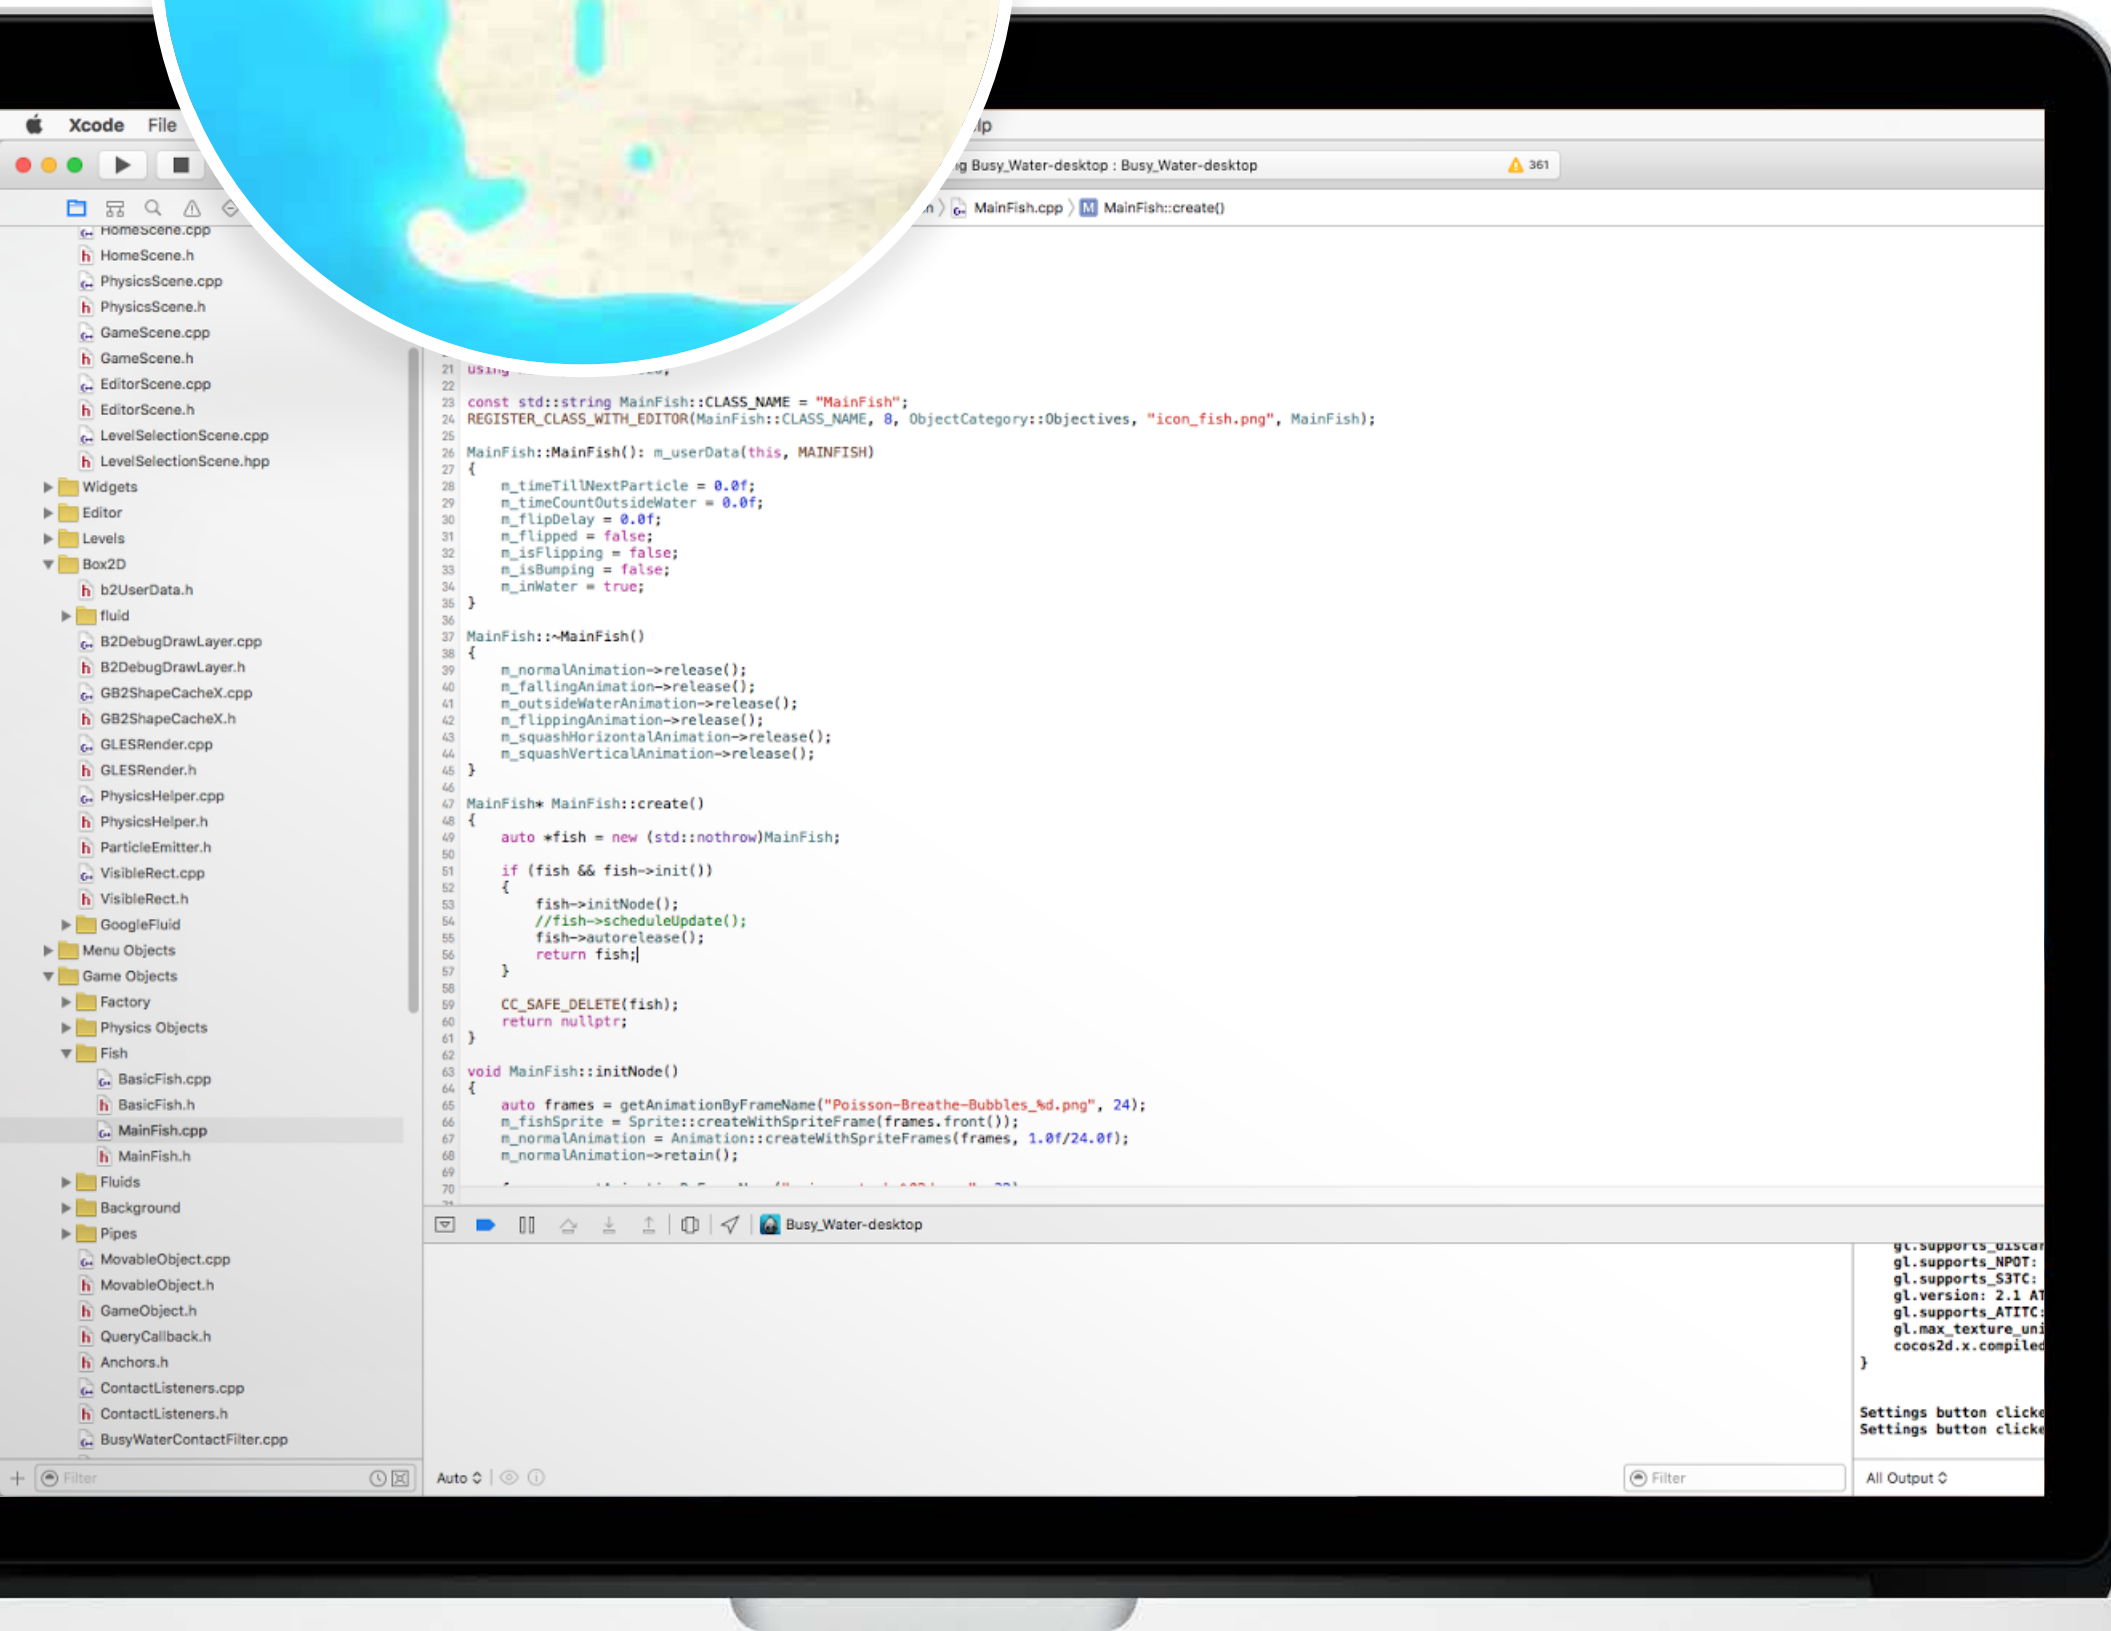 Xcode File
Busy_Water-desktop : Busy_Water-desktop 361
MainFish.cpp M MainFish::create()
HomeScene.cpp
HomeScene.h
PhysicsScene.cpp
PhysicsScene.h
GameScene.cpp
GameScene.h
EditorScene.cpp
EditorScene.h
LevelSelectionScene.cpp
LevelSelectionScene.hpp
Widgets
Editor
Levels
Box2D
b2UserData.h
fluid
B2DebugDrawLayer.cpp
B2DebugDrawLayer.h
GB2ShapeCacheX.cpp
GB2ShapeCacheX.h
GLESRender.cpp
GLESRender.h
PhysicsHelper.cpp
PhysicsHelper.h
ParticleEmitter.h
VisibleRect.cpp
VisibleRect.h
GoogleFluid
Menu Objects
Game Objects
Factory
Physics Objects
Fish
BasicFish.cpp
BasicFish.h
MainFish.cpp
MainFish.h
Fluids
Background
Pipes
MovableObject.cpp
MovableObject.h
GameObject.h
QueryCallback.h
Anchors.h
ContactListeners.cpp
ContactListeners.h
BusyWaterContactFilter.cpp
Filter
21 using
22
23 const std::string MainFish::CLASS_NAME = "MainFish";
24 REGISTER_CLASS_WITH_EDITOR(MainFish::CLASS_NAME, 8, ObjectCategory::Objectives, "icon_fish.png", MainFish);
25
26 MainFish::MainFish(): m_userData(this, MAINFISH)
27 {
28 m_timeTillNextParticle = 0.0f;
29 m_timeCountOutsideWater = 0.0f;
30 m_flipDelay = 0.0f;
31 m_flipped = false;
32 m_isFlipping = false;
33 m_isBumping = false;
34 m_inWater = true;
35 }
36
37 MainFish::~MainFish()
38 {
39 m_normalAnimation->release();
40 m_fallingAnimation->release();
41 m_outsideWaterAnimation->release();
42 m_flippingAnimation->release();
43 m_squashHorizontalAnimation->release();
44 m_squashVerticalAnimation->release();
45 }
46
47 MainFish* MainFish::create()
48 {
49 auto *fish = new (std::nothrow)MainFish;
50
51 if (fish && fish->init())
52 {
53 fish->initNode();
54 //fish->scheduleUpdate();
55 fish->autorelease();
56 return fish;
57 }
58
59 CC_SAFE_DELETE(fish);
60 return nullptr;
61 }
62
63 void MainFish::initNode()
64 {
65 auto frames = getAnimationByFrameName("Poisson-Breathe-Bubbles_%d.png", 24);
66 m_fishSprite = Sprite::createWithSpriteFrame(frames.front());
67 m_normalAnimation = Animation::createWithSpriteFrames(frames, 1.0f/24.0f);
68 m_normalAnimation->retain();
69
70
Busy_Water-desktop
gl.supports_discar
gl.supports_NPOT:
gl.supports_S3TC:
gl.version: 2.1 AT
gl.supports_ATITC:
gl.max_texture_uni
cocos2d.x.compiled
}
Settings button clicke
Settings button clicke
Auto
Filter
All Output